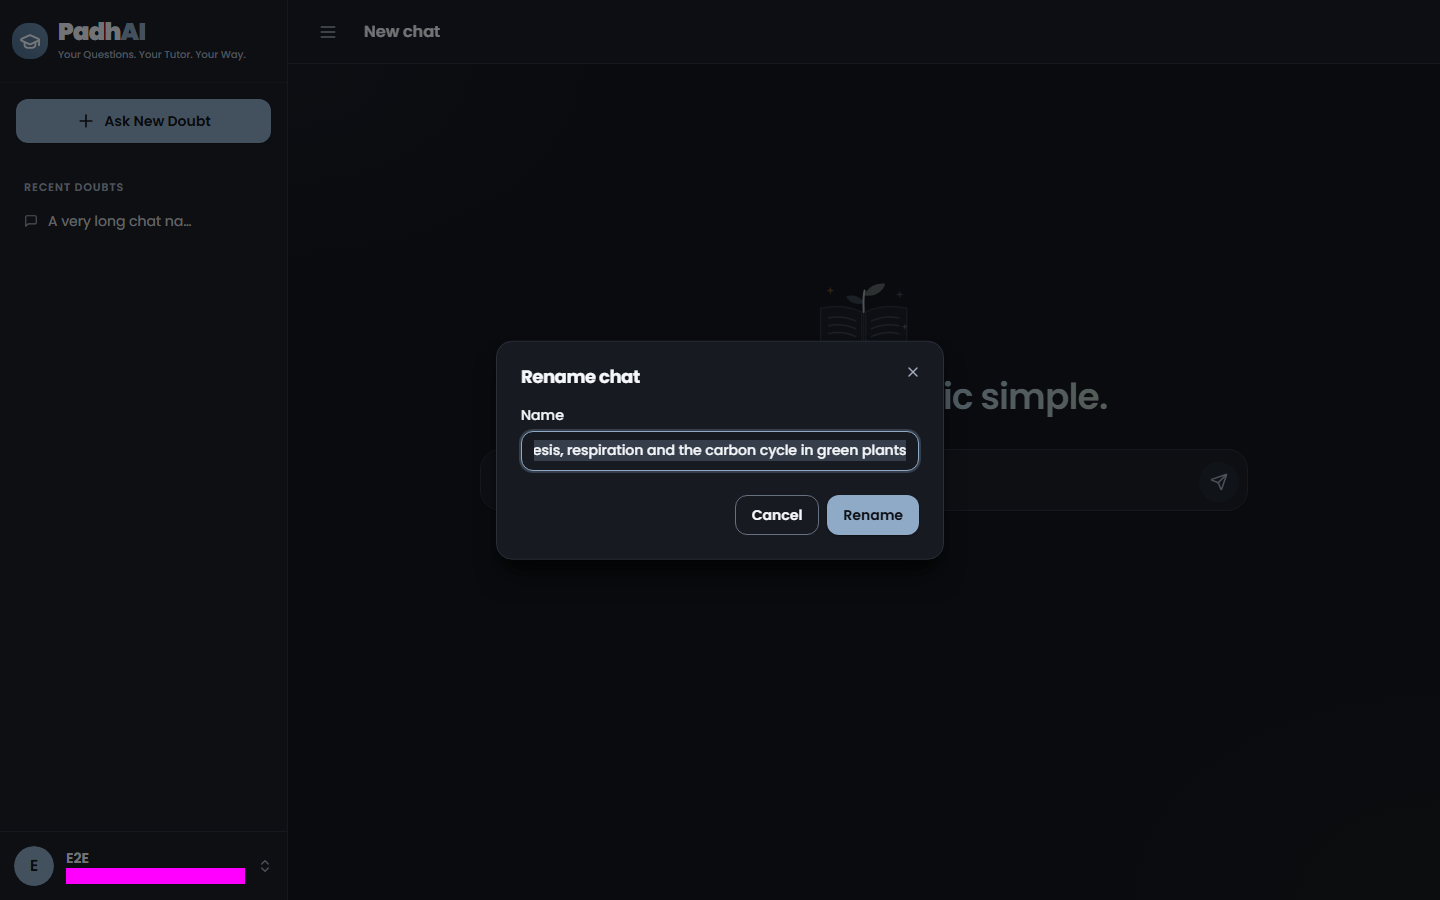 PadhAI
Your Questions. Your Tutor. Your Way.
New chat
Ask New Doubt
RECENT DOUBTS
A very long chat na...
ic simple.
Rename chat
Name
esis, respiration and the carbon cycle in green plants
Cancel
Rename
E
E2E